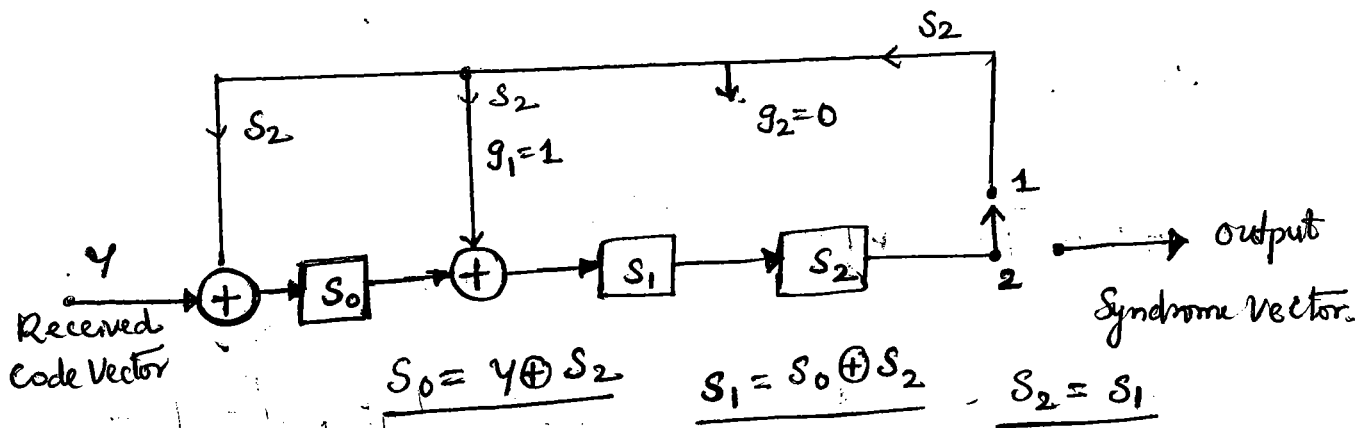 S2
S2
S2
g1=1
g2=0
1
Y
Received
Code Vector
+
S0
+
S1
S2
2
output
Syndrome Vector.
S0= Y⊕S2
S1=S0⊕S2
S2= S1